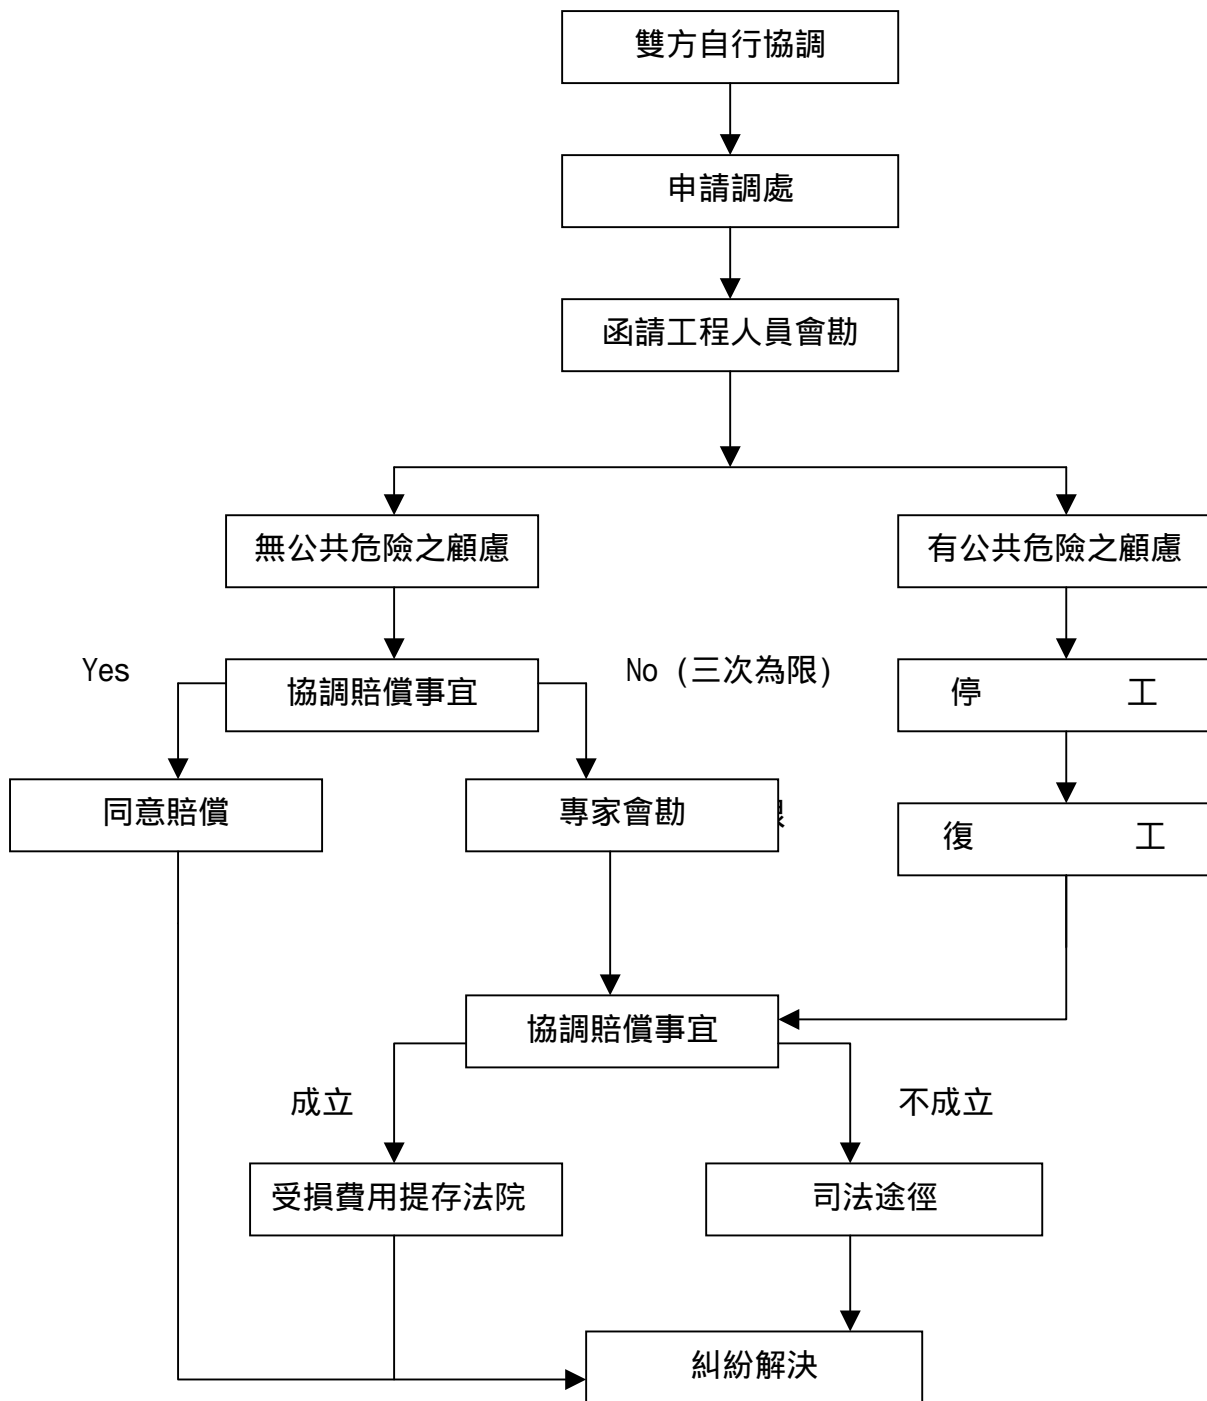 雙方自行協調
申請調處
函請工程人員會勘
無公共危險之顧慮
有公共危險之顧慮
Yes
協調賠償事宜
No (三次為限)
停 工
同意賠償
專家會勘
復 工
協調賠償事宜
成立
不成立
受損費用提存法院
司法途徑
糾紛解決